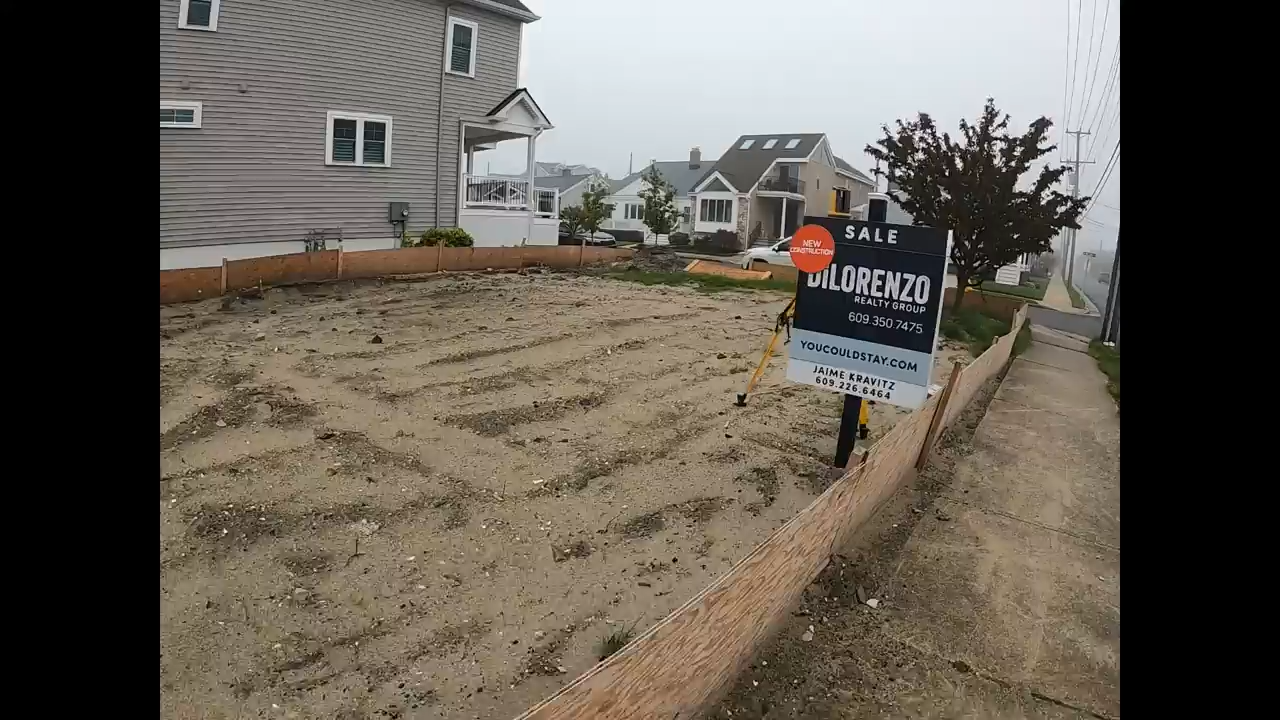 SALE
NEW
CONSTRUCTION
DILORENZO
REALTY GROUP
609.350.7475
YOUCOULDSTAY.COM
JAIME KRAVITZ
609.226.6464